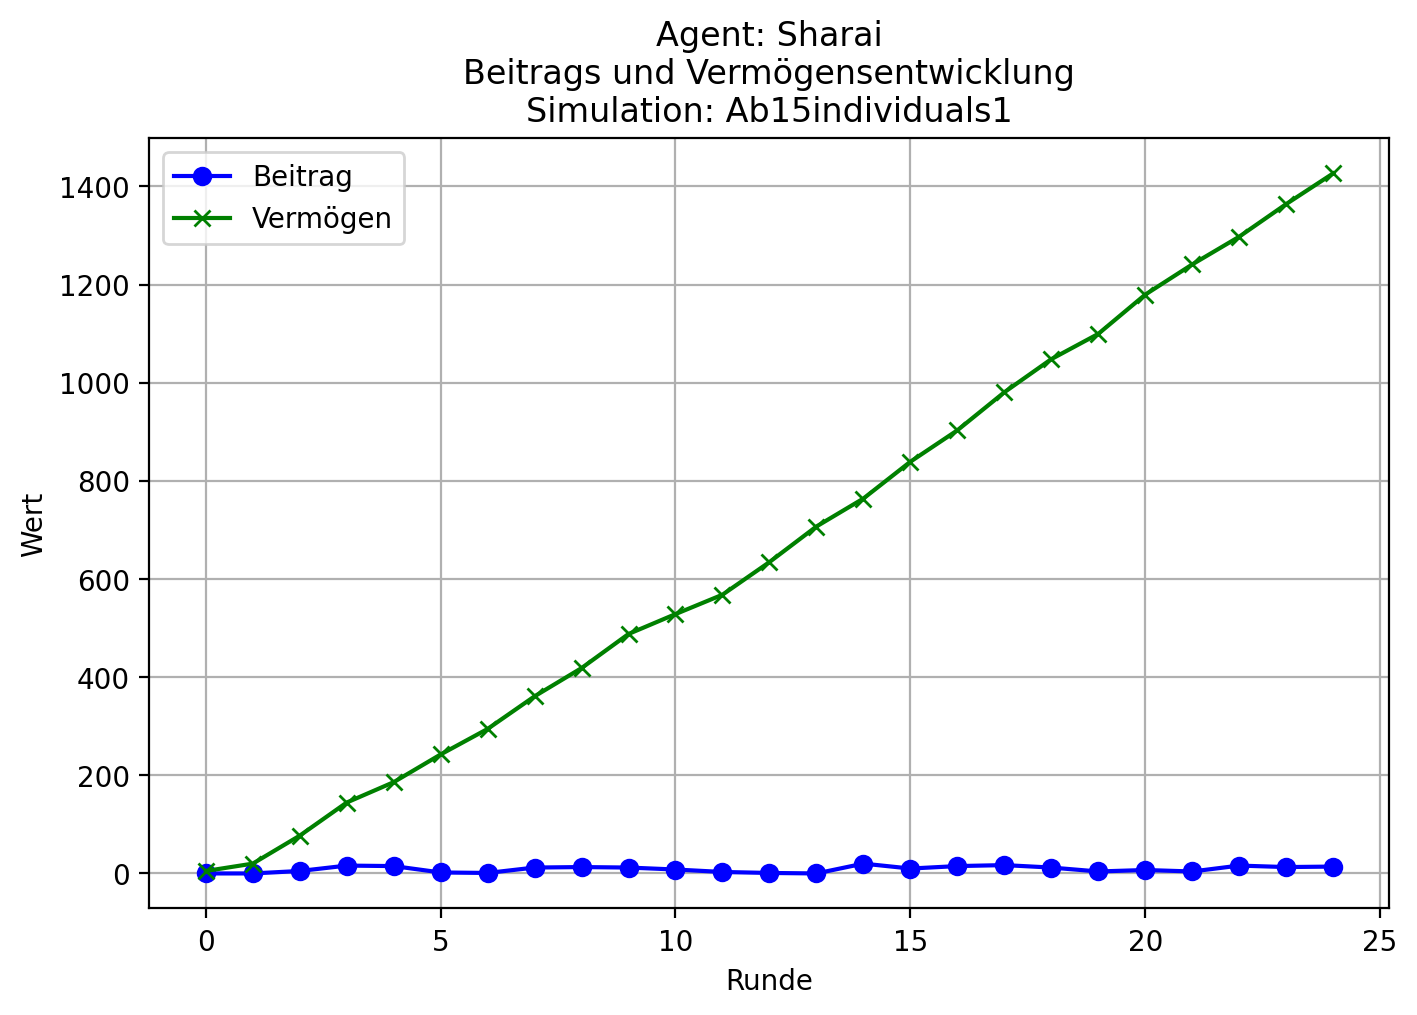 Agent: Sharai
Beitrags und Vermögensentwicklung
Simulation: Ab15individuals1
Beitrag
Vermögen
1400
1200
1000
800
600
400
200
0
Wert
0 5 10 15 20 25
Runde